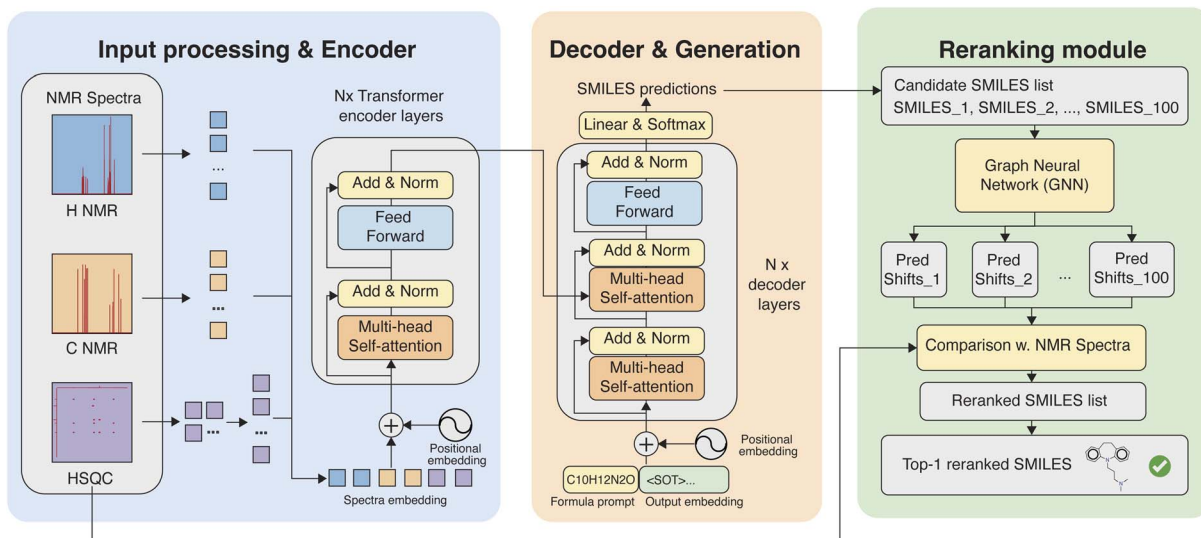 Input processing & Encoder
NMR Spectra
H NMR
C NMR
HSQC
...
...
...
...
Nx Transformer
encoder layers
Add & Norm
Feed
Forward
Add & Norm
Multi-head
Self-attention
+
Positional
embedding
Spectra embedding
Decoder & Generation
SMILES predictions
Linear & Softmax
Add & Norm
Feed
Forward
Add & Norm
Multi-head
Self-attention
Add & Norm
Multi-head
Self-attention
N x
decoder
layers
+
Positional
embedding
C10H12N2O
<SOT>...
Formula prompt
Output embedding
Reranking module
Candidate SMILES list
SMILES_1, SMILES_2, ..., SMILES_100
Graph Neural
Network (GNN)
Pred
Shifts_1
Pred
Shifts_2
...
Pred
Shifts_100
Comparison w. NMR Spectra
Reranked SMILES list
Top-1 reranked SMILES